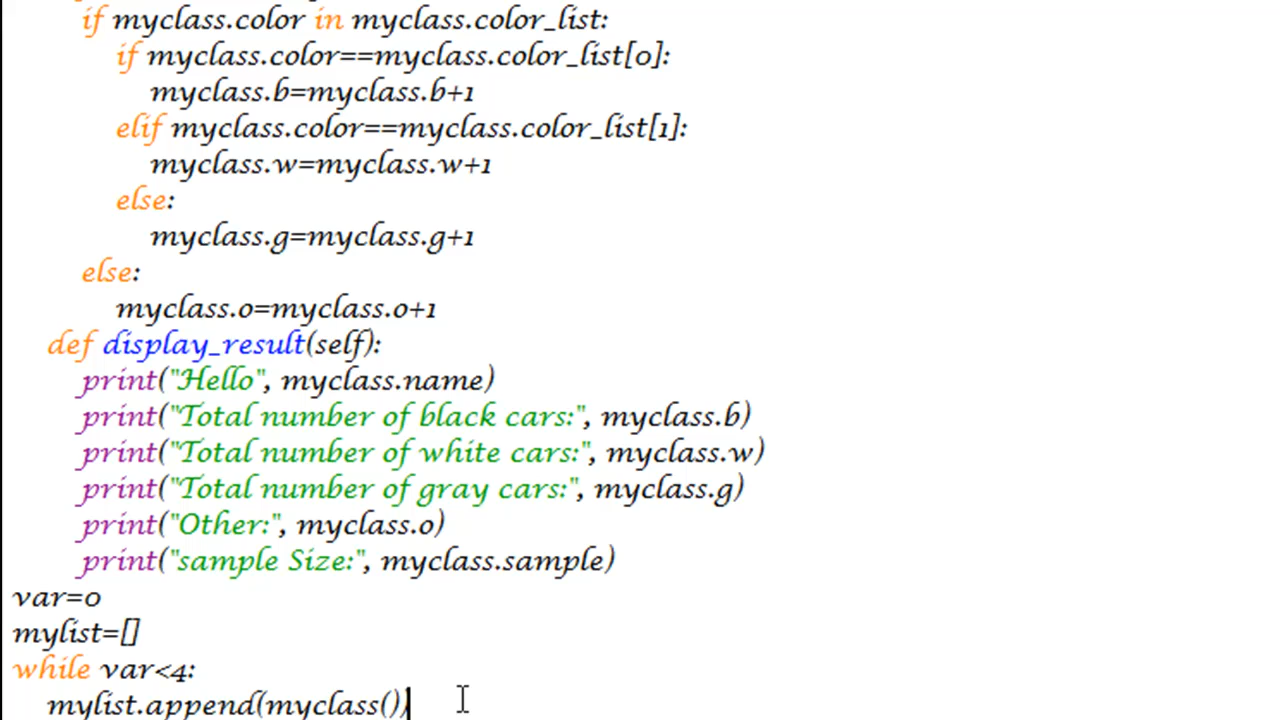 if myclass.color in myclass.color_list:
if myclass.color==myclass.color_list[0]:
myclass.b=myclass.b+1
elif myclass.color==myclass.color_list[1]:
myclass.w=myclass.w+1
else:
myclass.g=myclass.g+1
else:
myclass.o=myclass.o+1
def display_result(self):
print("Hello", myclass.name)
print("Total number of black cars:", myclass.b)
print("Total number of white cars:", myclass.w)
print("Total number of gray cars:", myclass.g)
print("Other:", myclass.o)
print("sample Size:", myclass.sample)
var=0
mylist=[]
while var<4:
mylist.append(myclass())